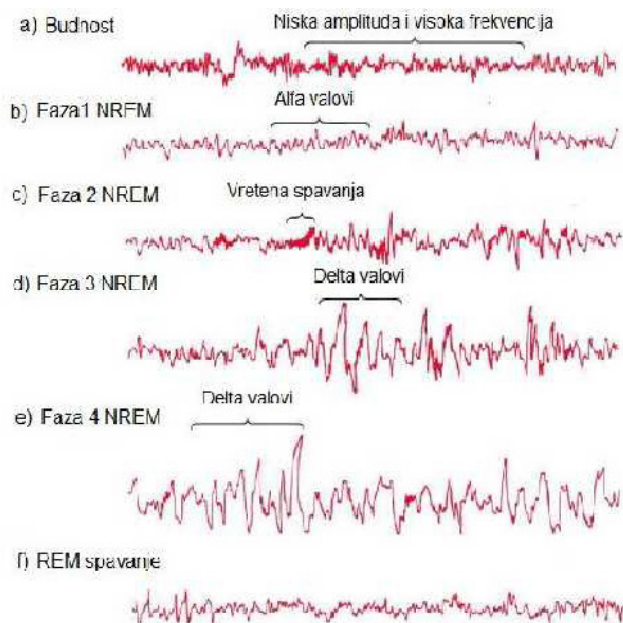 Niska amplituda i visoka frekvencija
a) Budnost
Alfa valovi
b) Faza1 NREM
Vretena spavanja
c) Faza 2 NREM
Delta valovi
d) Faza 3 NREM
Delta valovi
e) Faza 4 NREM
f) REM spavanje